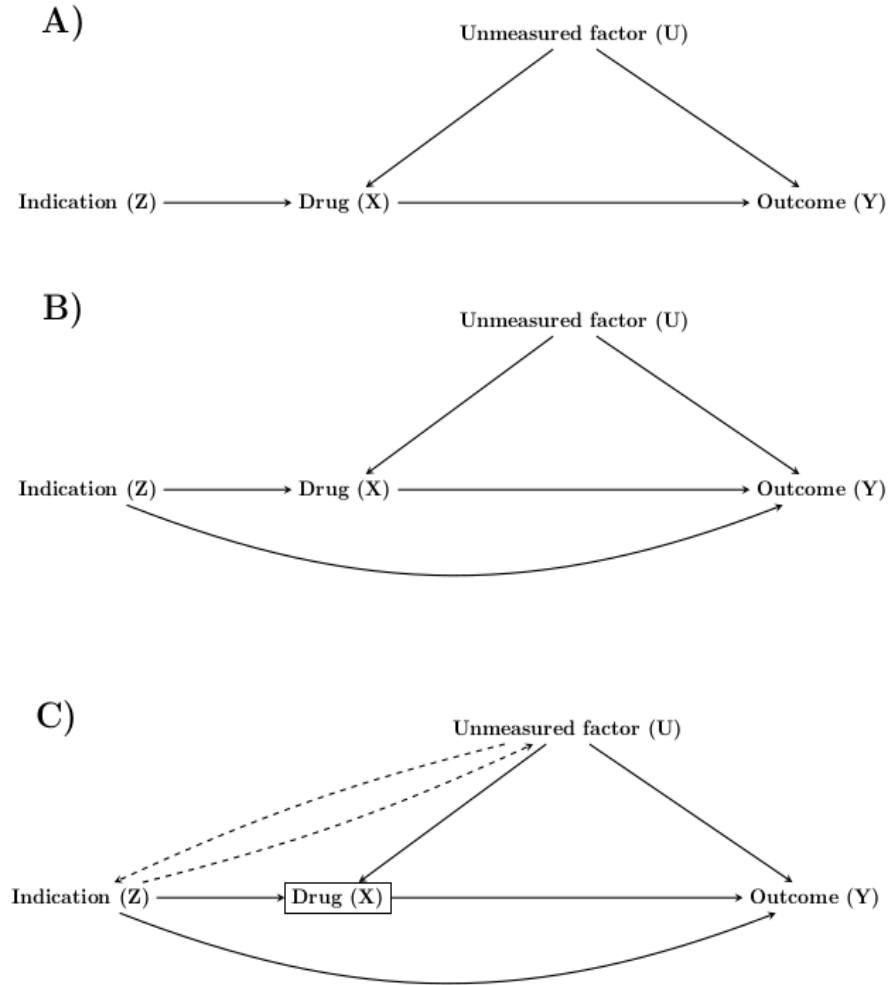 A)
Unmeasured factor (U)
Indication (Z) Drug (X) Outcome (Y)
B)
Unmeasured factor (U)
Indication (Z) Drug (X) Outcome (Y)
C)
Unmeasured factor (U)
Indication (Z) Drug (X) Outcome (Y)